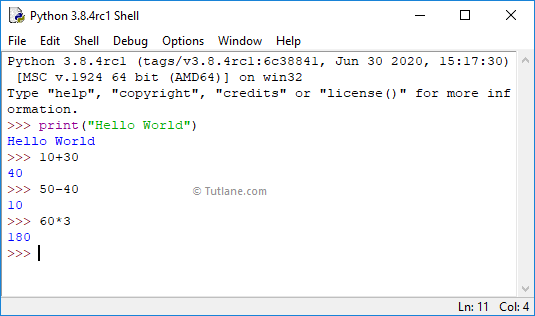 Python 3.8.4rc1 Shell
File Edit Shell Debug Options Window Help
Python 3.8.4rc1 (tags/v3.8.4rc1:6c38841, Jun 30 2020, 15:17:30)
[MSC v.1924 64 bit (AMD64)] on win32
Type "help", "copyright", "credits" or "license()" for more inf
ormation.
>>> print("Hello World")
Hello World
>>> 10+30
40
>>> 50-40
10
© Tutlane.com
>>> 60*3
180
>>>
Ln: 11 Col: 4